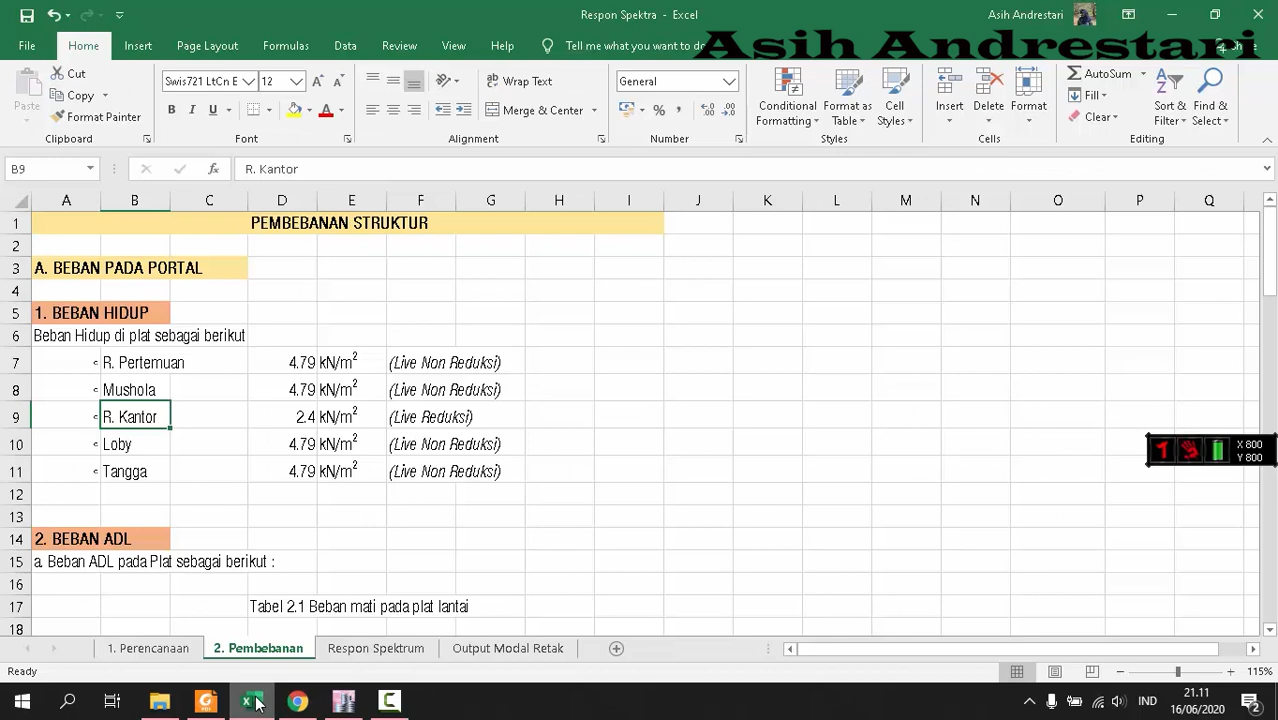 Respon Spektra - Excel
Asih Andrestari
File Home Insert Page Layout Formulas Data Review View Help Tell me what you want to do
Asih Andrestari
Share
Paste
Cut
Copy
Format Painter
Clipboard
Swis721 LtCn E 12
B I U
Font
Wrap Text
Merge & Center
Alignment
General
Number
Conditional Formatting
Format as Table
Cell Styles
Styles
Insert
Delete
Format
Cells
AutoSum
Fill
Clear
Sort & Filter
Find & Select
Editing
B9
fx
R. Kantor
A B C D E F G H I J K L M N O P Q
1 PEMBEBANAN STRUKTUR
2
3 A. BEBAN PADA PORTAL
4
5 1. BEBAN HIDUP
6 Beban Hidup di plat sebagai berikut
7 R. Pertemuan 4.79 kN/m² (Live Non Reduksi)
8 Mushola 4.79 kN/m² (Live Non Reduksi)
9 R. Kantor 2.4 kN/m² (Live Reduksi)
10 Loby 4.79 kN/m² (Live Non Reduksi)
11 Tangga 4.79 kN/m² (Live Non Reduksi)
12
13
14 2. BEBAN ADL
15 a. Beban ADL pada Plat sebagai berikut :
16
17 Tabel 2.1 Beban mati pada plat lantai
18
X 800
Y 800
1. Perencanaan 2. Pembebanan Respon Spektrum Output Modal Retak
Ready
115%
IND
21.11
16/06/2020
2